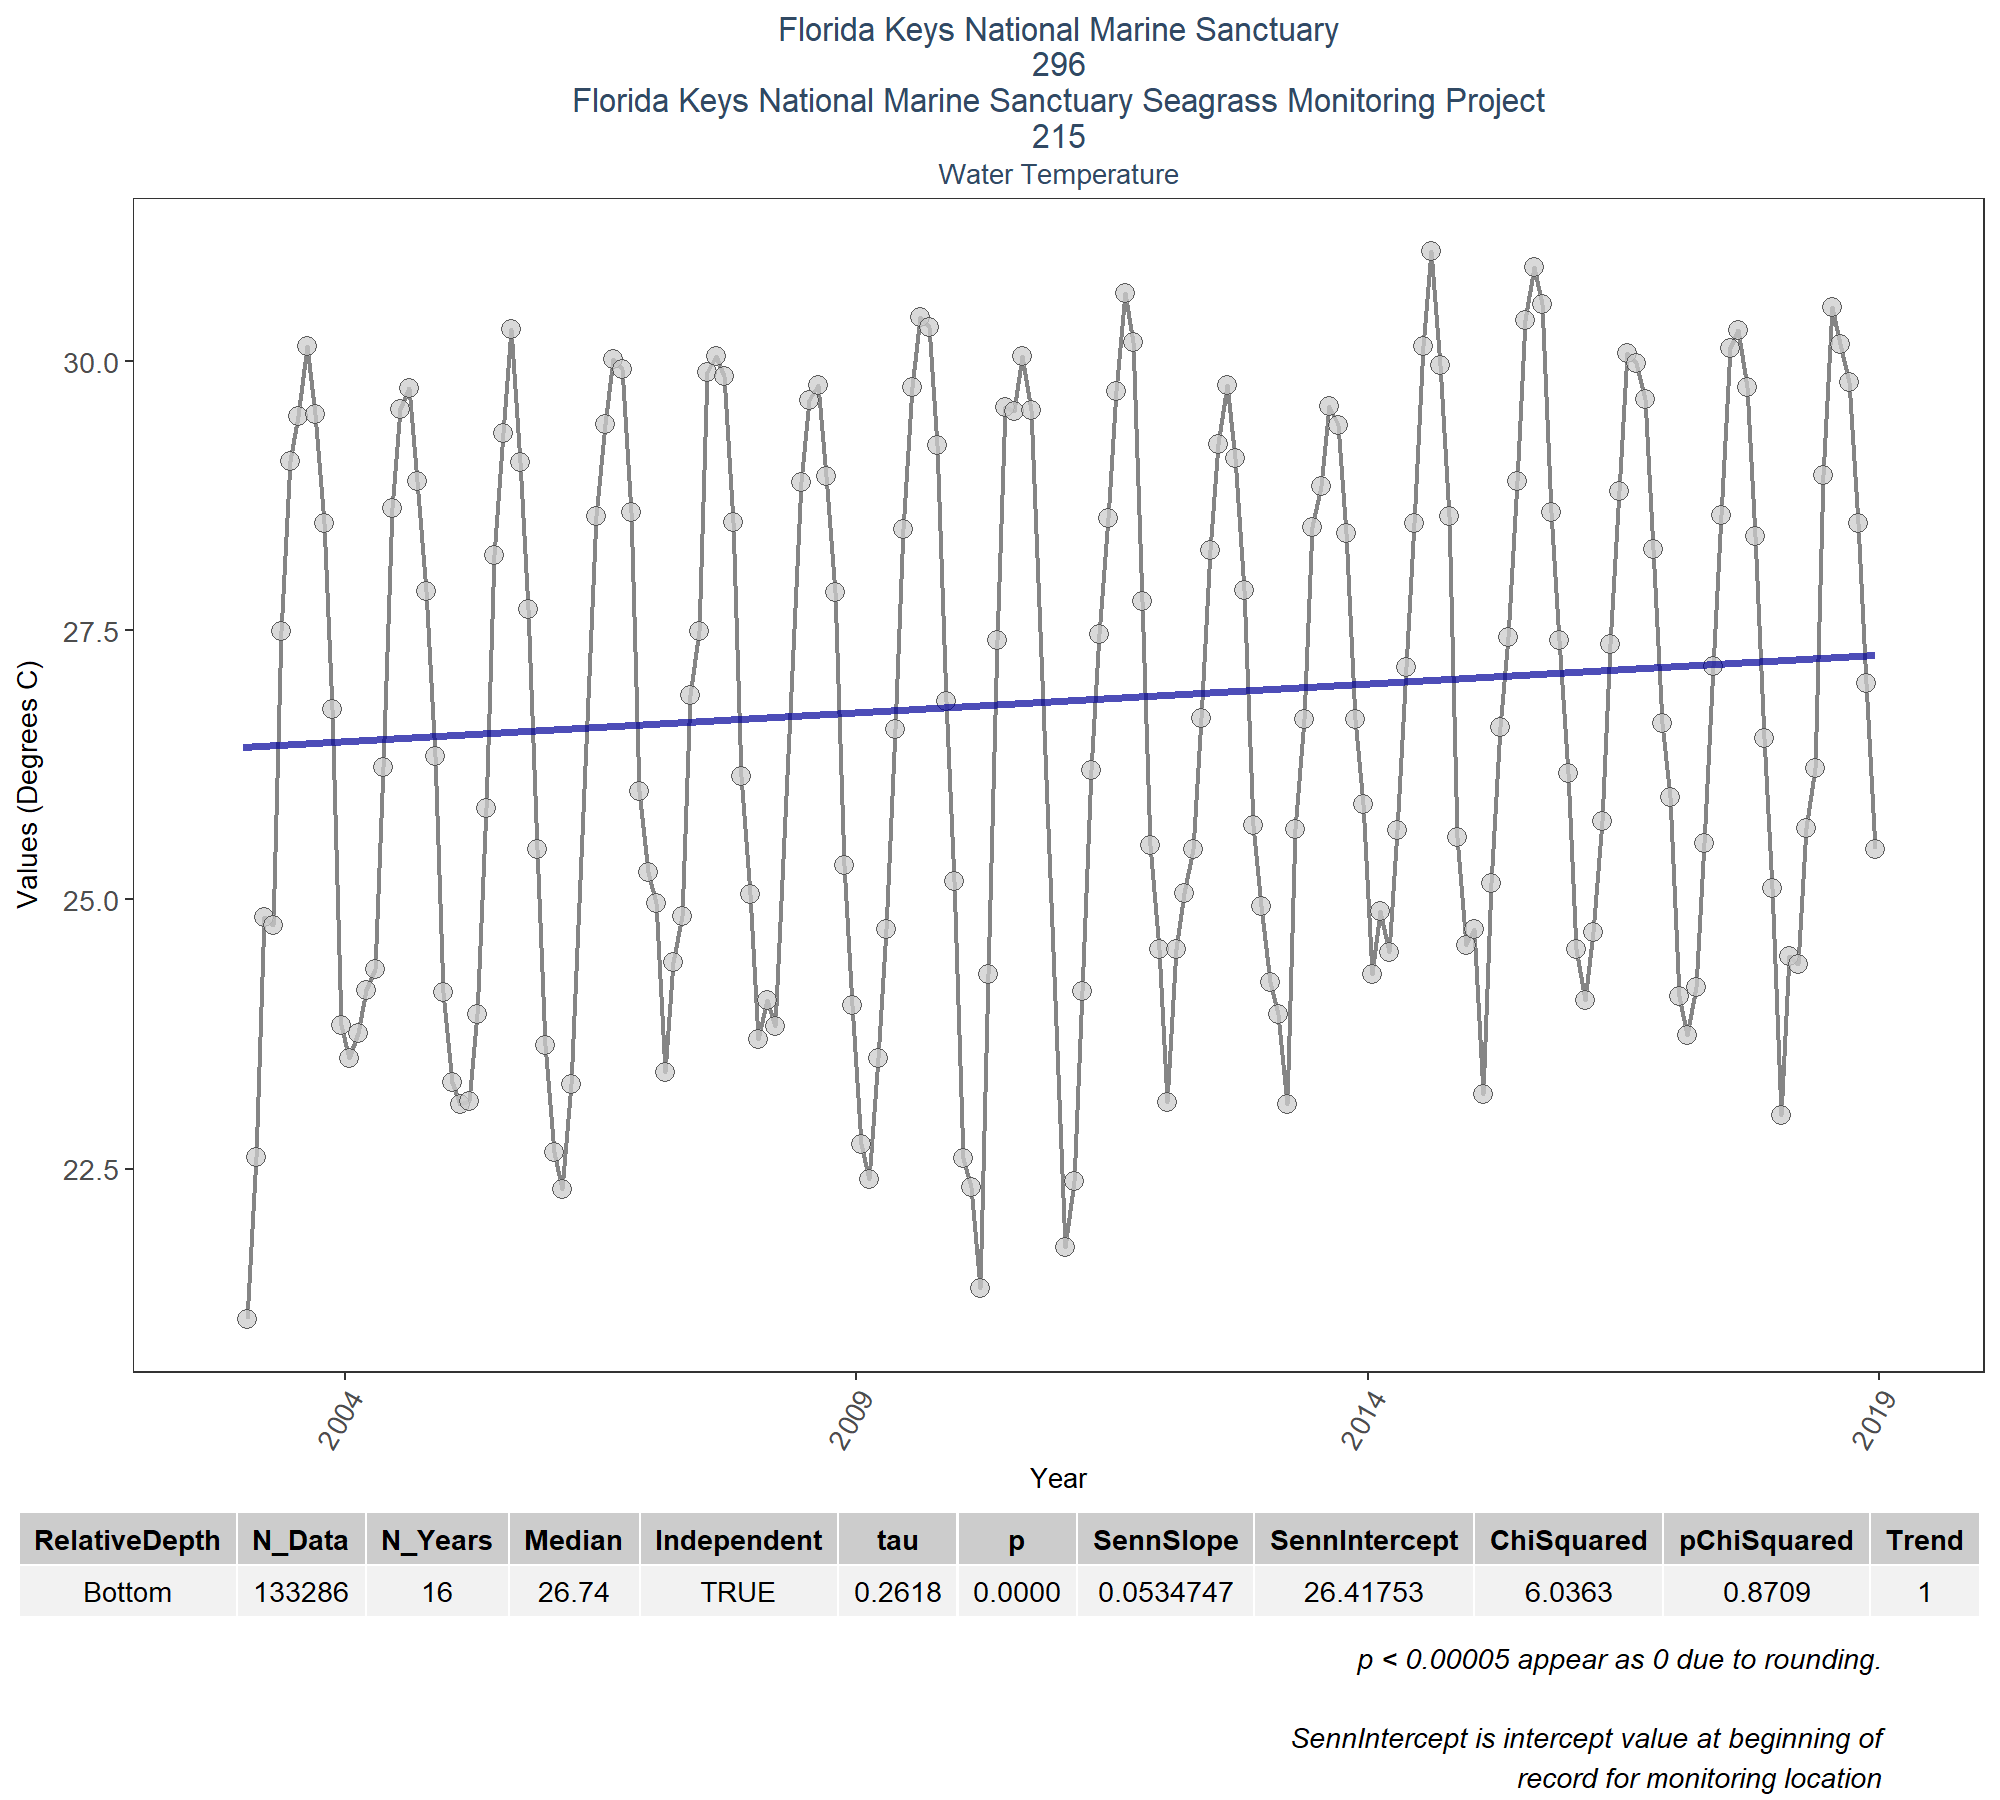 Florida Keys National Marine Sanctuary
296
Florida Keys National Marine Sanctuary Seagrass Monitoring Project
215
Water Temperature
Values (Degrees C)
30.0
27.5
25.0
22.5
2004
2009
2014
2019
Year
RelativeDepth N_Data N_Years Median Independent tau p SennSlope SennIntercept ChiSquared pChiSquared Trend
Bottom 133286 16 26.74 TRUE 0.2618 0.0000 0.0534747 26.41753 6.0363 0.8709 1
p < 0.00005 appear as 0 due to rounding.
SennIntercept is intercept value at beginning of
record for monitoring location